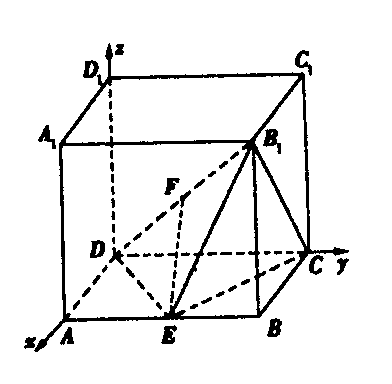 z
D₁ C₁
A₁ B₁
F
D C y
x A E B